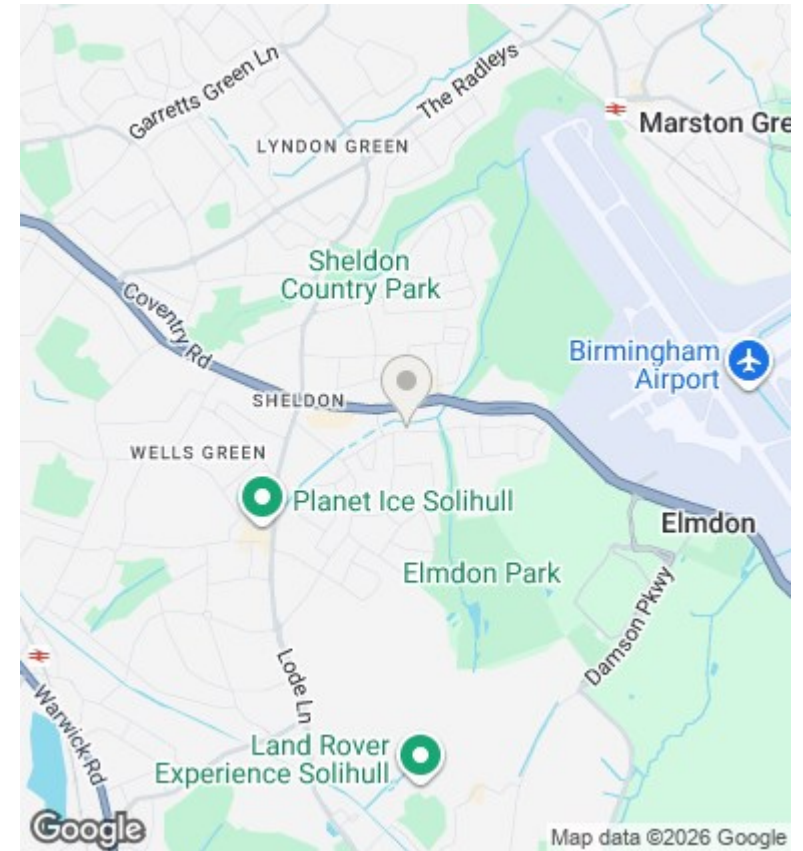 Garretts Green Ln
The Radleys
Marston Gre
LYNDON GREEN
Sheldon
Country Park
Coventry Rd
Birmingham
Airport
SHELDON
WELLS GREEN
Planet Ice Solihull
Elmdon
Elmdon Park
Damson Pkwy
Lode Ln
Warwick Rd
Land Rover
Experience Solihull
Google
Map data ©2026 Google